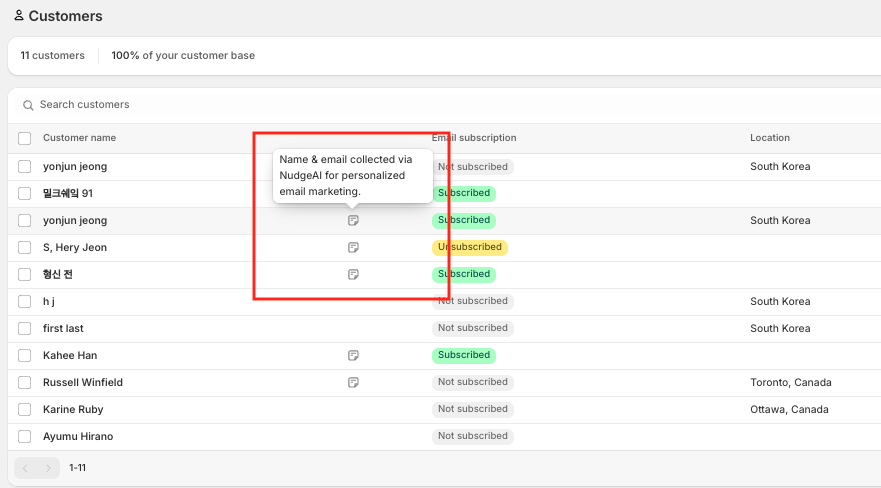 Customers
11 customers 100% of your customer base
Search customers
Customer name Email subscription Location
Name & email collected via
NudgeAI for personalized
email marketing.
yonjun jeong Not subscribed South Korea
밀크쉐잌 91 Subscribed
yonjun jeong Subscribed South Korea
S, Hery Jeon Unsubscribed
형신 전 Subscribed
h j Not subscribed South Korea
first last Not subscribed South Korea
Kahee Han Subscribed
Russell Winfield Not subscribed Toronto, Canada
Karine Ruby Not subscribed Ottawa, Canada
Ayumu Hirano Not subscribed
1-11